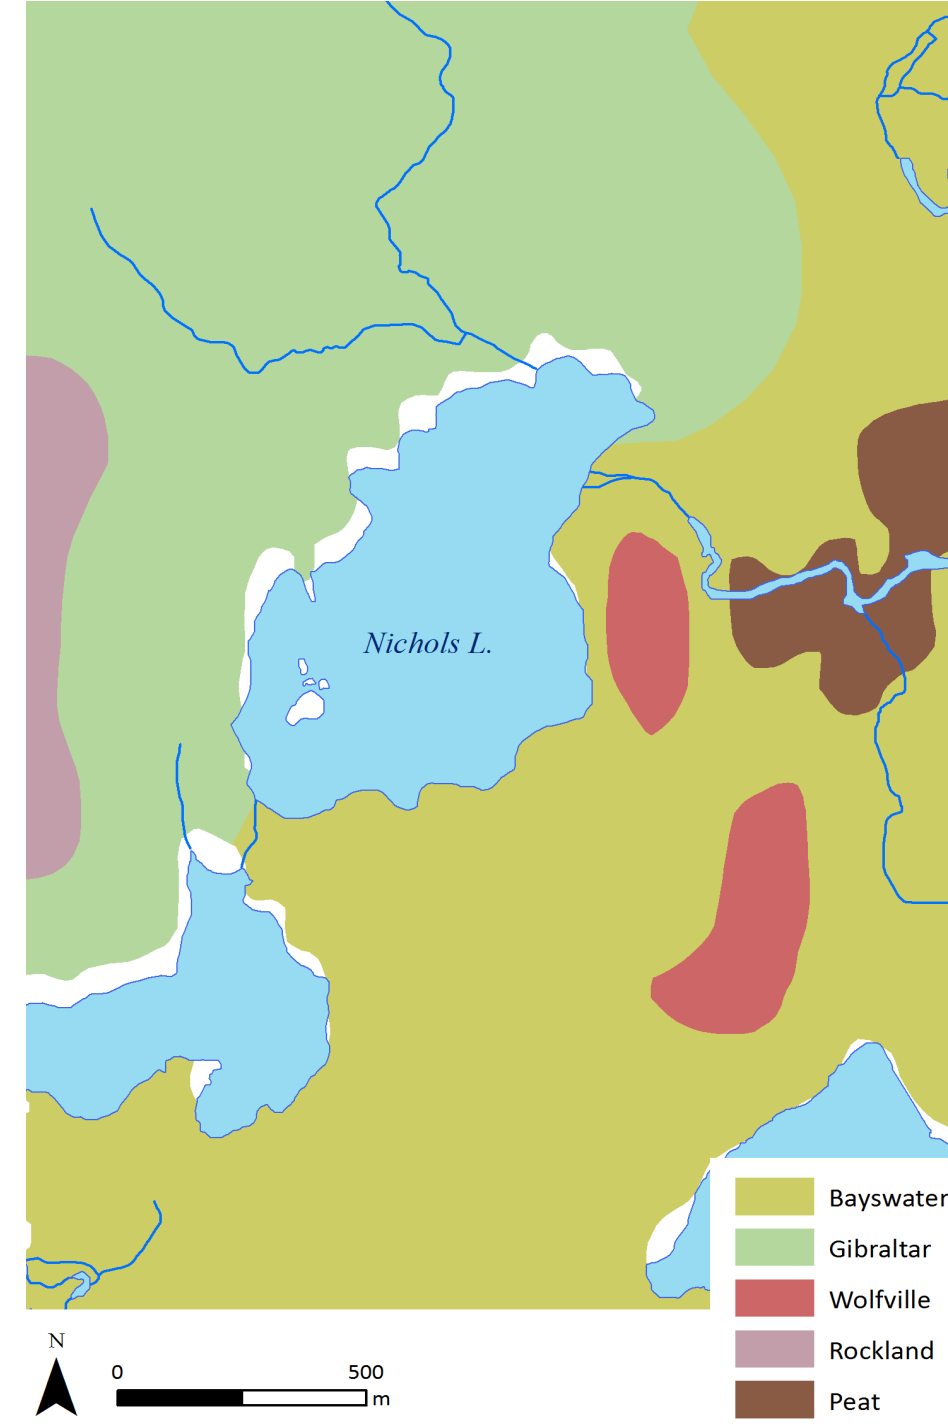 Nichols L.
Bayswater
Gibraltar
Wolfville
Rockland
Peat
N
0 500
m